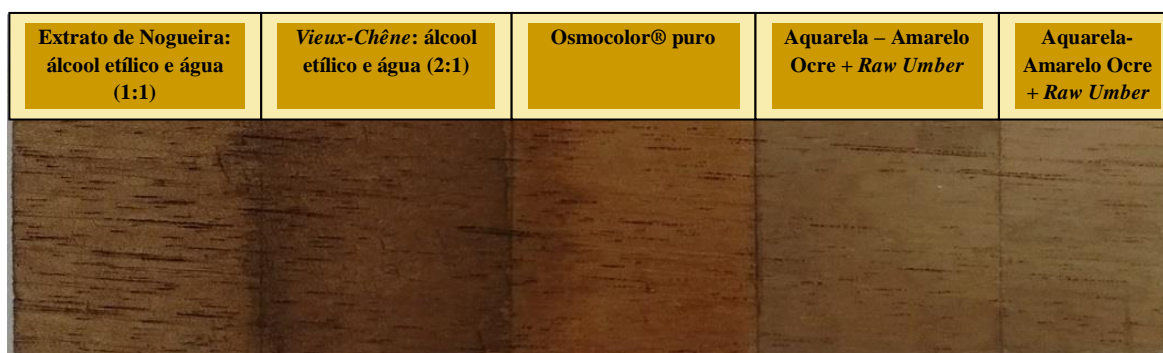 Extrato de Nogueira:
álcool etílico e água
(1:1)
Vieux-Chêne: álcool
etílico e água (2:1)
Osmocolor® puro
Aquarela – Amarelo
Ocre + Raw Umber
Aquarela-
Amarelo Ocre
+ Raw Umber